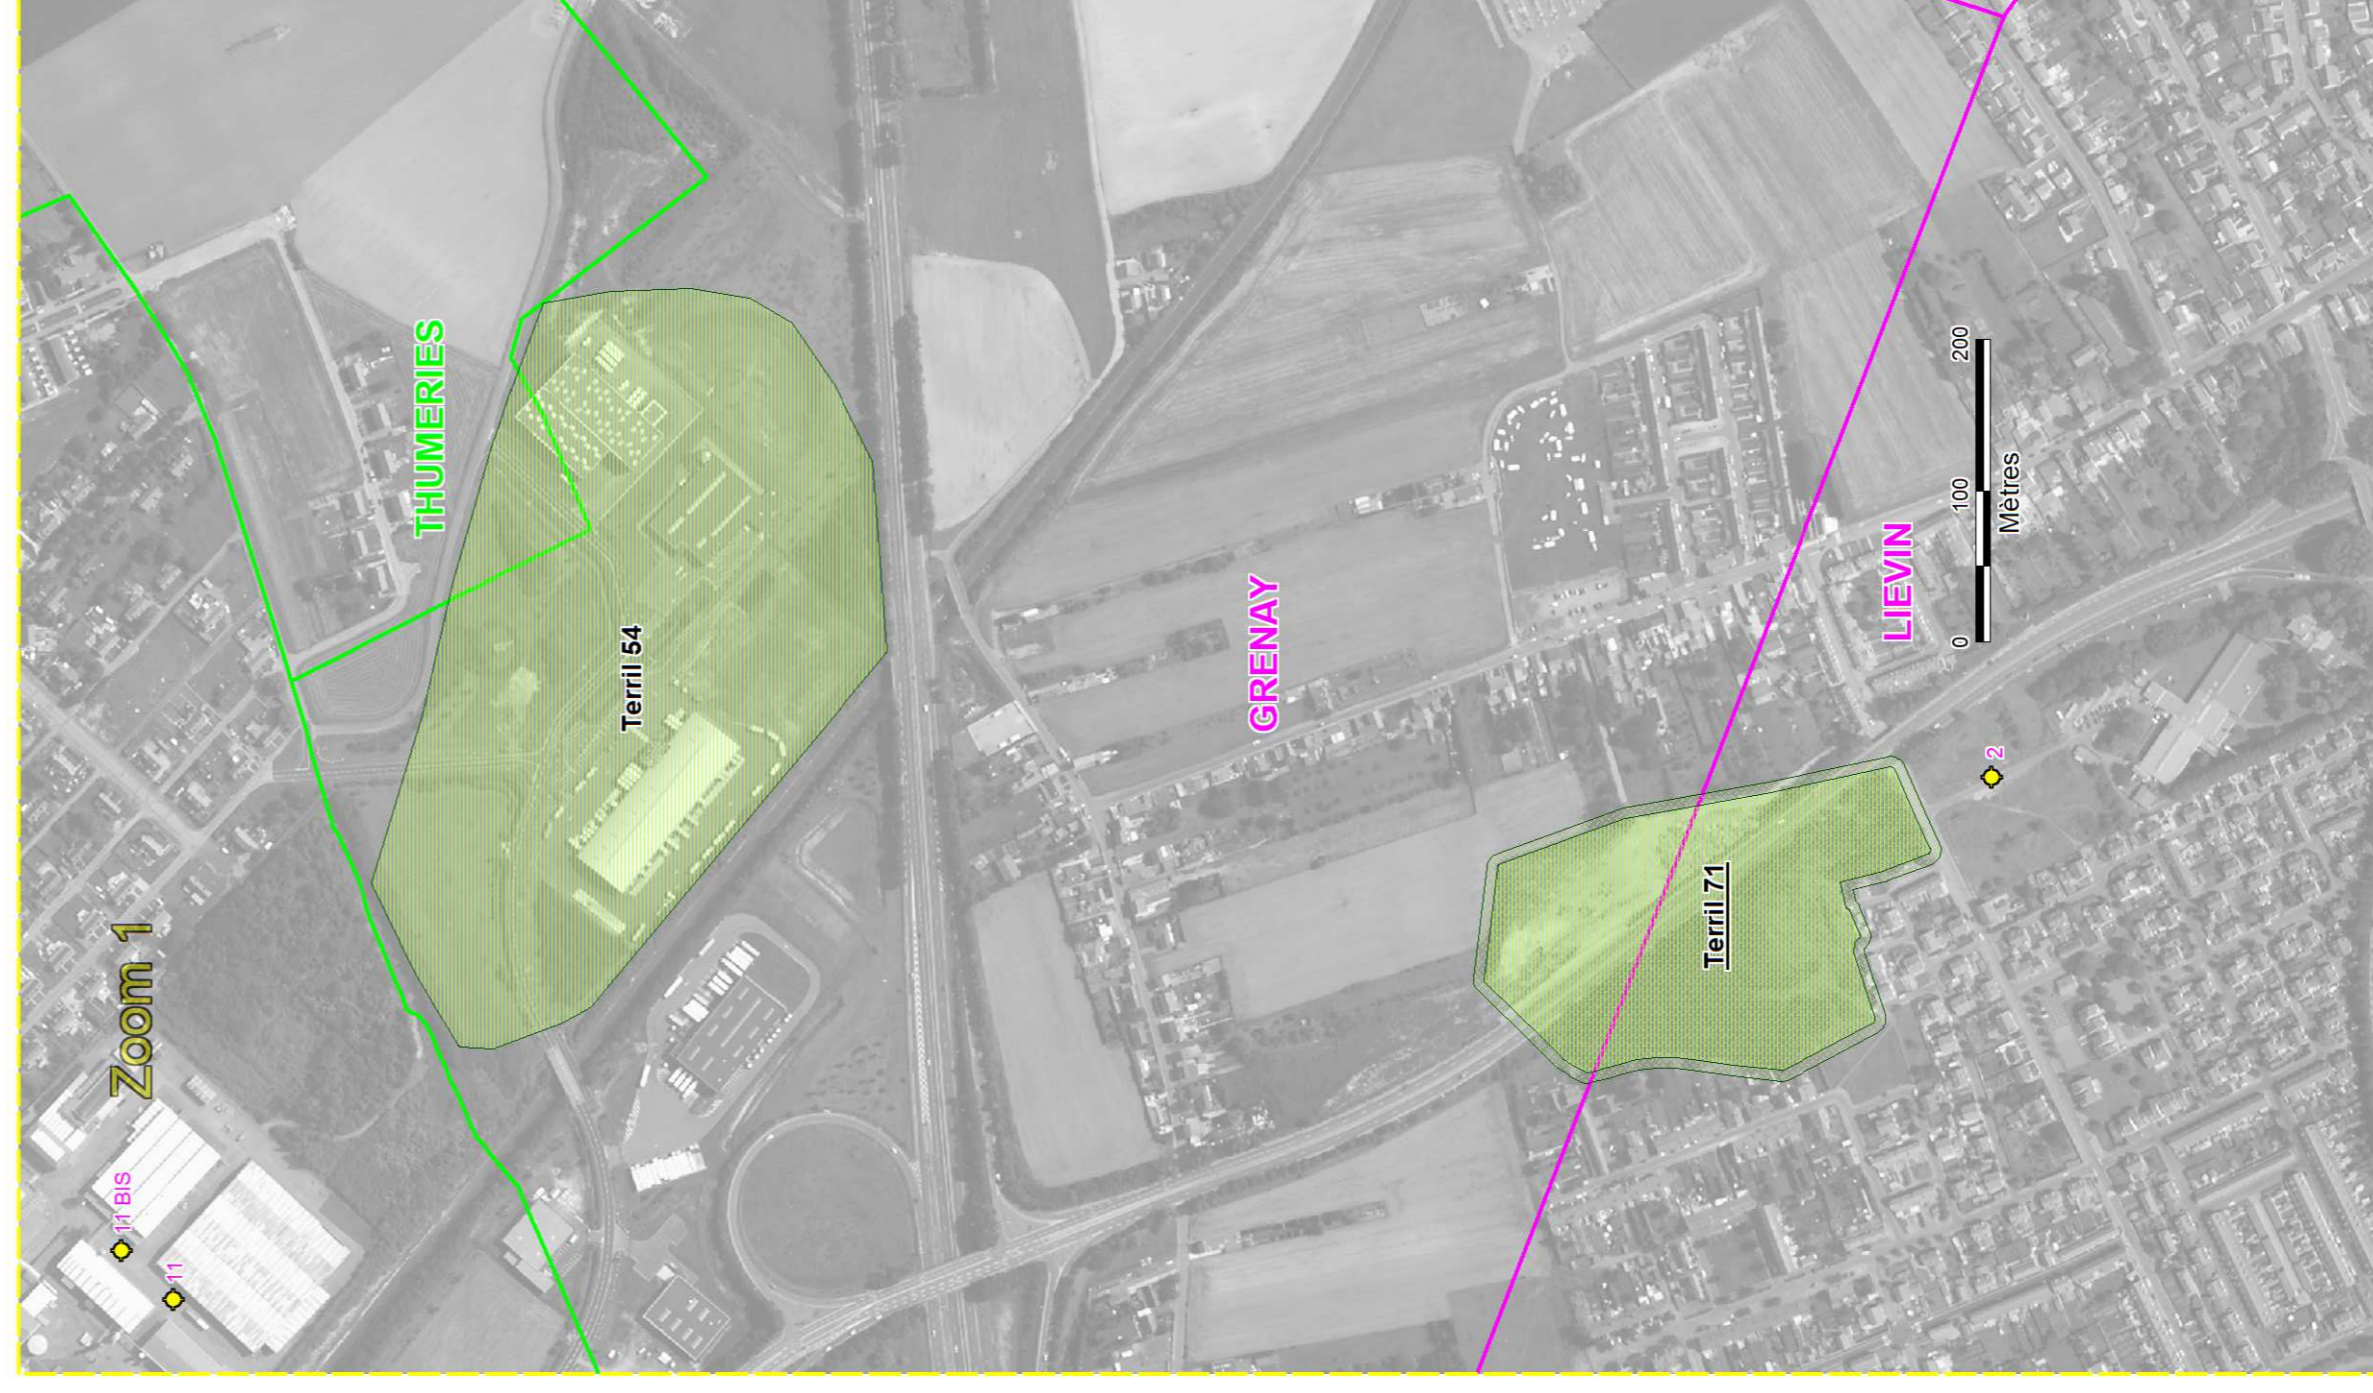 Zoom 1
11 BIS
11
THUMERIES
Terril 54
GRENAY
Terril 71
LIEVIN
0 100 200
Mètres
2